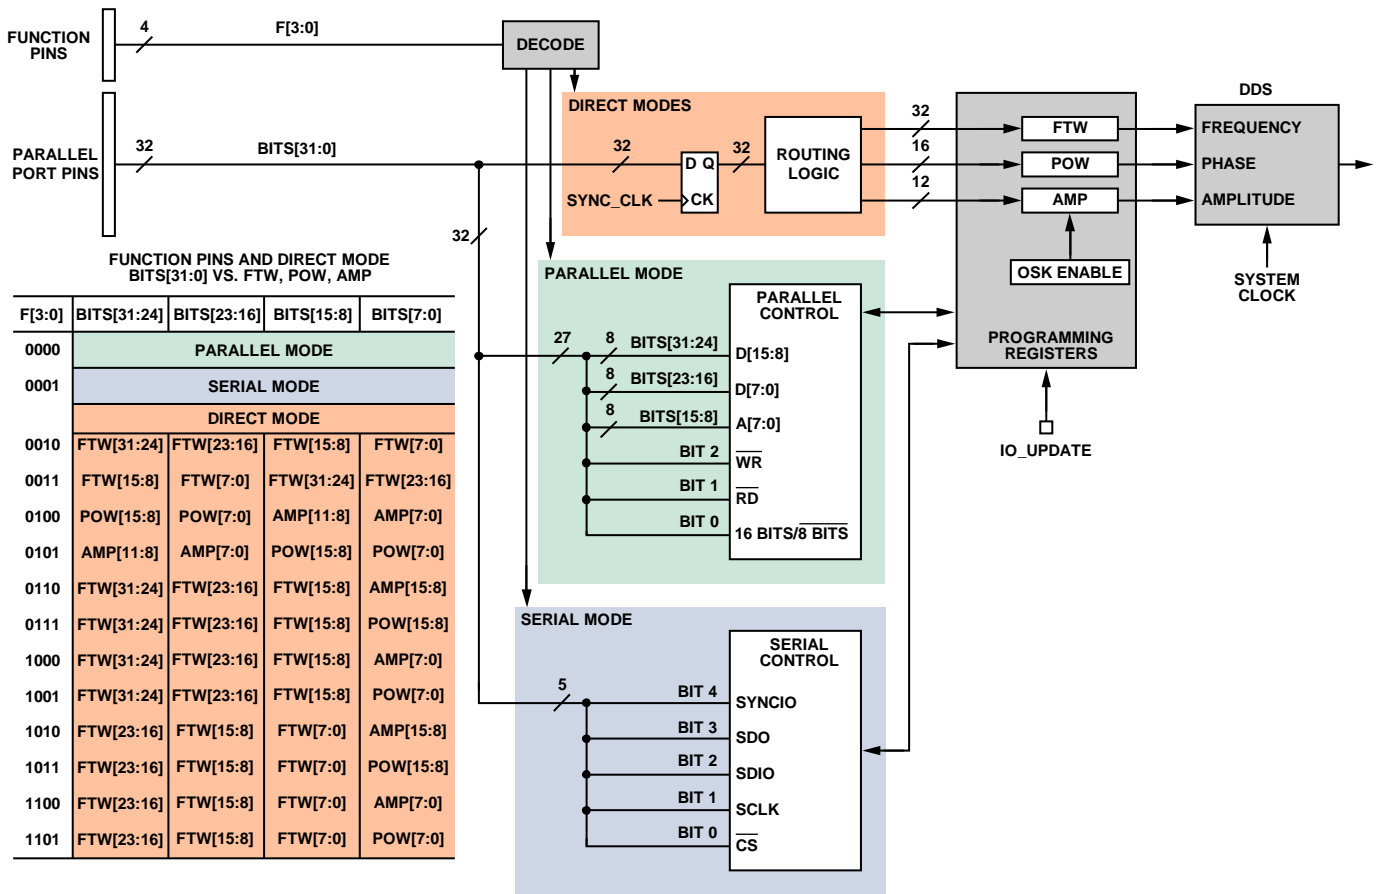 FUNCTION
PINS
4
F[3:0]
DECODE
PARALLEL
PORT PINS
32
BITS[31:0]
32
DIRECT MODES
32
D Q
CK
SYNC_CLK
32
ROUTING
LOGIC
32
16
12
FTW
POW
AMP
OSK ENABLE
PROGRAMMING
REGISTERS
IO_UPDATE
DDS
FREQUENCY
PHASE
AMPLITUDE
SYSTEM
CLOCK
FUNCTION PINS AND DIRECT MODE
BITS[31:0] VS. FTW, POW, AMP
F[3:0] BITS[31:24] BITS[23:16] BITS[15:8] BITS[7:0]
0000 PARALLEL MODE
0001 SERIAL MODE
DIRECT MODE
0010 FTW[31:24] FTW[23:16] FTW[15:8] FTW[7:0]
0011 FTW[15:8] FTW[7:0] FTW[31:24] FTW[23:16]
0100 POW[15:8] POW[7:0] AMP[11:8] AMP[7:0]
0101 AMP[11:8] AMP[7:0] POW[15:8] POW[7:0]
0110 FTW[31:24] FTW[23:16] FTW[15:8] AMP[15:8]
0111 FTW[31:24] FTW[23:16] FTW[15:8] POW[15:8]
1000 FTW[31:24] FTW[23:16] FTW[15:8] AMP[7:0]
1001 FTW[31:24] FTW[23:16] FTW[15:8] POW[7:0]
1010 FTW[23:16] FTW[15:8] FTW[7:0] AMP[15:8]
1011 FTW[23:16] FTW[15:8] FTW[7:0] POW[15:8]
1100 FTW[23:16] FTW[15:8] FTW[7:0] AMP[7:0]
1101 FTW[23:16] FTW[15:8] FTW[7:0] POW[7:0]
PARALLEL MODE
PARALLEL
CONTROL
27
8 BITS[31:24] D[15:8]
8 BITS[23:16] D[7:0]
8 BITS[15:8] A[7:0]
BIT 2 WR
BIT 1 RD
BIT 0 16 BITS/8 BITS
SERIAL MODE
SERIAL
CONTROL
5
BIT 4 SYNCIO
BIT 3 SDO
BIT 2 SDIO
BIT 1 SCLK
BIT 0 CS